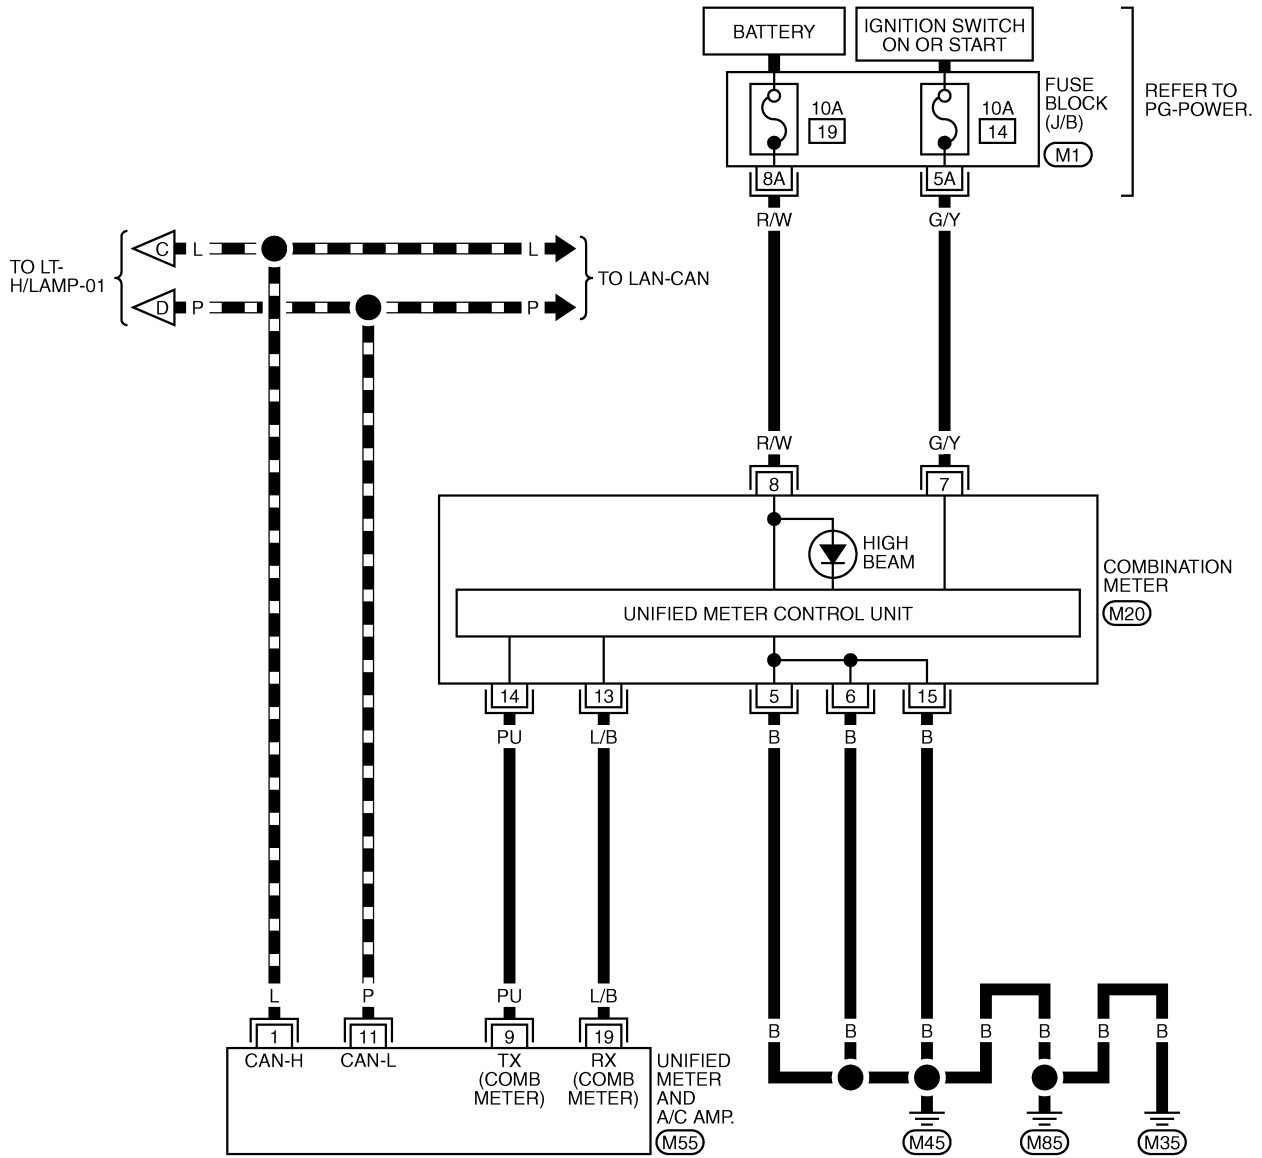 BATTERY
IGNITION SWITCH
ON OR START
10A
19
10A
14
FUSE
BLOCK
(J/B)
M1
REFER TO
PG-POWER.
8A
5A
R/W
G/Y
TO LT-
H/LAMP-01
C
L
L
D
P
P
TO LAN-CAN
R/W
G/Y
8
7
HIGH
BEAM
UNIFIED METER CONTROL UNIT
COMBINATION
METER
M20
14
13
5
6
15
PU
L/B
B
B
B
L
P
PU
L/B
B
B
B
B
B
B
B
1
11
9
19
CAN-H
CAN-L
TX
(COMB
METER)
RX
(COMB
METER)
UNIFIED
METER
AND
A/C AMP.
M55
M45
M85
M35